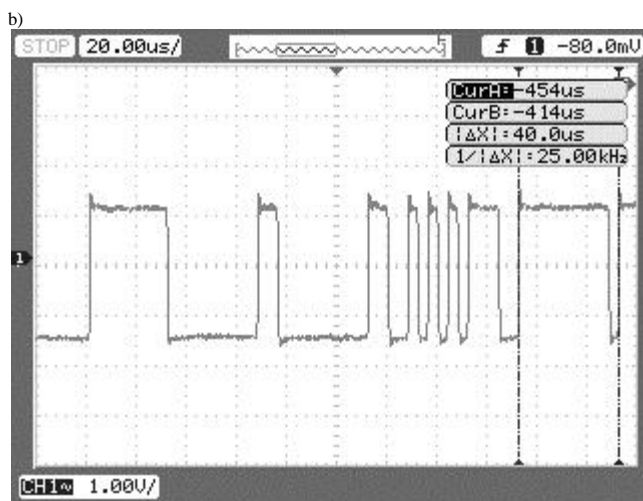 b)
STOP 20.00us/ f 1 -80.0mV
CurA:-454us
CurB:-414us
|ΔX|:40.0us
1/|ΔX|:25.00kHz
1
CH1~ 1.00V/